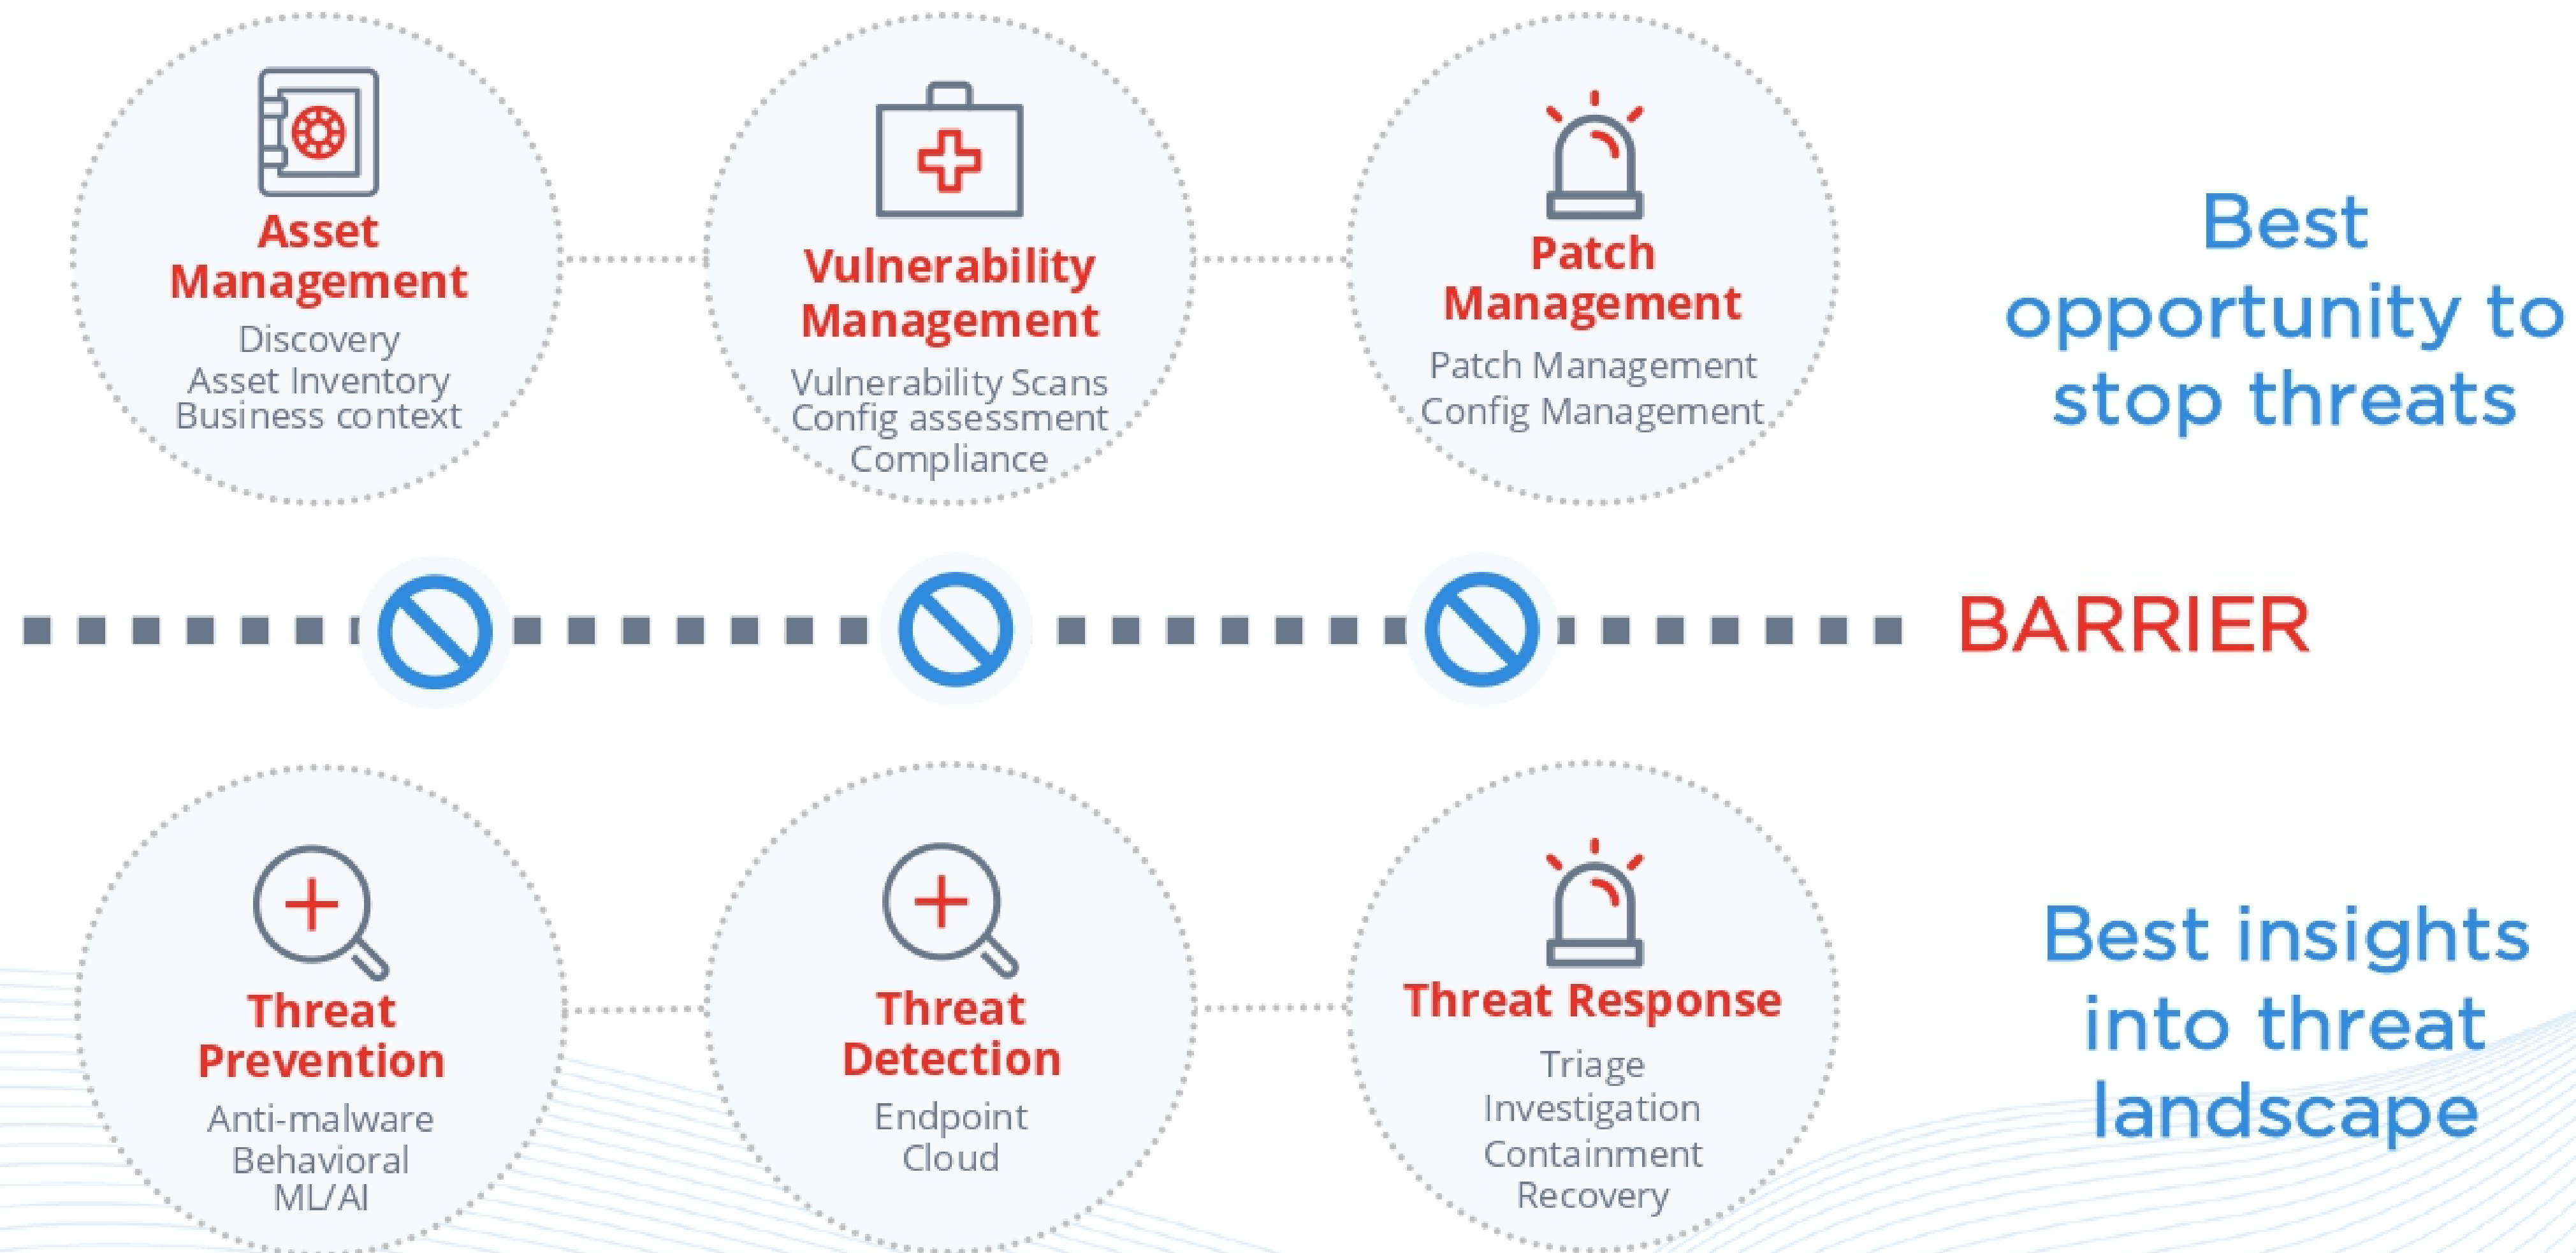 Asset
Management
Discovery
Asset Inventory
Business context
Vulnerability
Management
Vulnerability Scans
Config assessment
Compliance
Patch
Management
Patch Management
Config Management
Best
opportunity to
stop threats
BARRIER
Threat
Prevention
Anti-malware
Behavioral
ML/AI
Threat
Detection
Endpoint
Cloud
Threat Response
Triage
Investigation
Containment
Recovery
Best insights
into threat
landscape